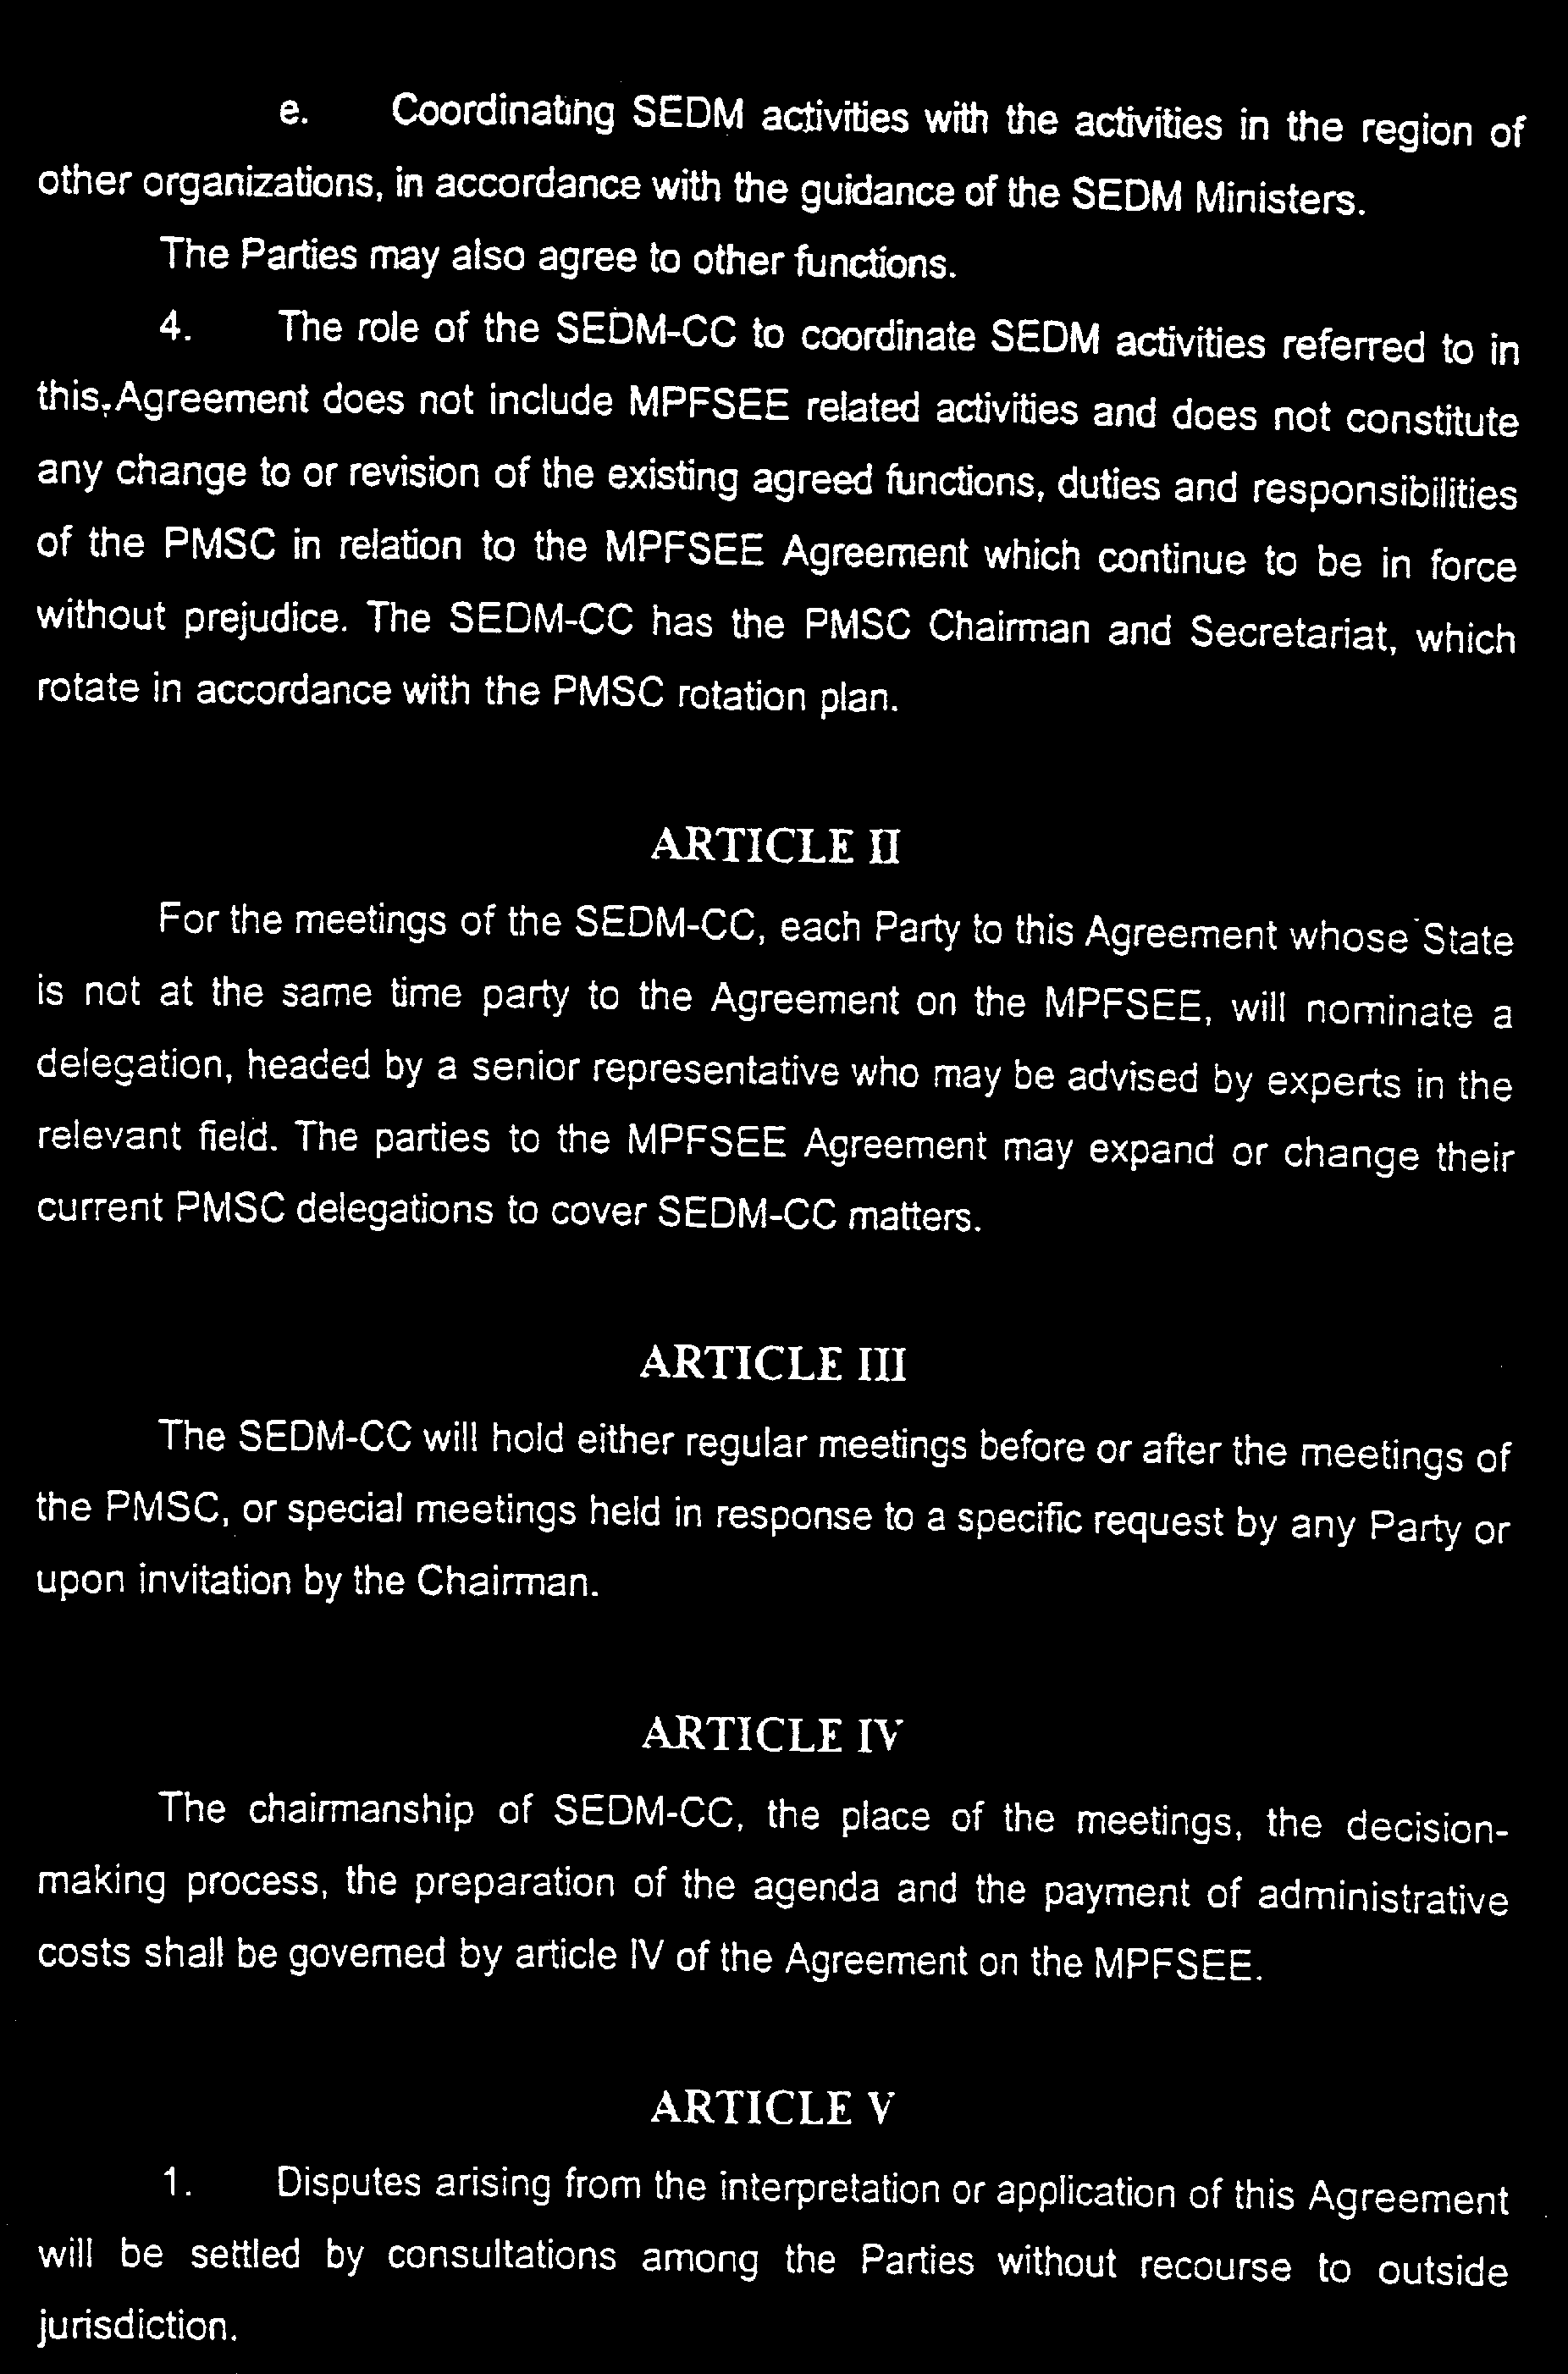 e. Coordinating SEDM activities with the activities in the region of
other organizations, in accordance with the guidance of the SEDM Ministers.
The Parties may also agree to other functions.
4. The role of the SEDM-CC to coordinate SEDM activities referred to in
this Agreement does not include MPFSEE related activities and does not constitute
any change to or revision of the existing agreed functions, duties and responsibilities
of the PMSC in relation to the MPFSEE Agreement which continue to be in force
without prejudice. The SEDM-CC has the PMSC Chairman and Secretariat, which
rotate in accordance with the PMSC rotation plan.
ARTICLE II
For the meetings of the SEDM-CC, each Party to this Agreement whose State
is not at the same time party to the Agreement on the MPFSEE, will nominate a
delegation, headed by a senior representative who may be advised by experts in the
relevant field. The parties to the MPFSEE Agreement may expand or change their
current PMSC delegations to cover SEDM-CC matters.
ARTICLE III
The SEDM-CC will hold either regular meetings before or after the meetings of
the PMSC, or special meetings held in response to a specific request by any Party or
upon invitation by the Chairman.
ARTICLE IV
The chairmanship of SEDM-CC, the place of the meetings, the decision-
making process, the preparation of the agenda and the payment of administrative
costs shall be governed by article IV of the Agreement on the MPFSEE.
ARTICLE V
1. Disputes arising from the interpretation or application of this Agreement
will be settled by consultations among the Parties without recourse to outside
jurisdiction.